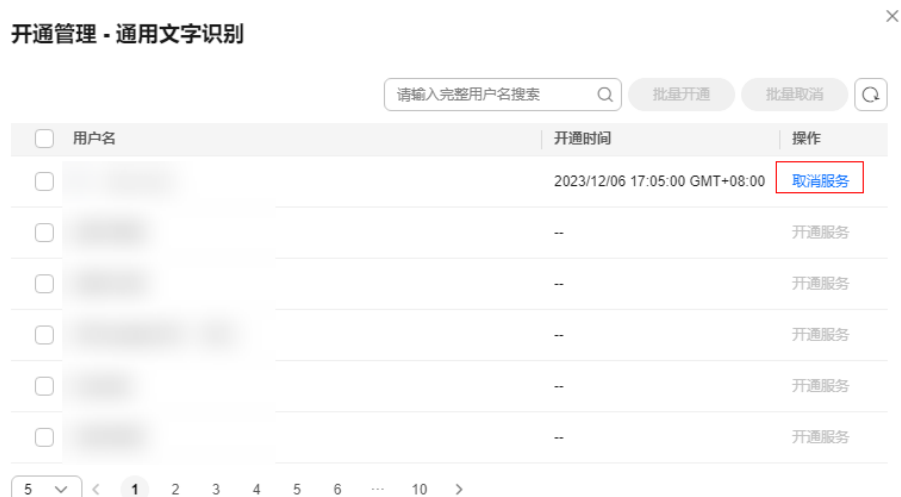 开通管理 - 通用文字识别
请输入完整用户名搜索 批量开通 批量取消
用户名 开通时间 操作
2023/12/06 17:05:00 GMT+08:00 取消服务
-- 开通服务
-- 开通服务
-- 开通服务
-- 开通服务
-- 开通服务
5 < 1 2 3 4 5 6 ... 10 >